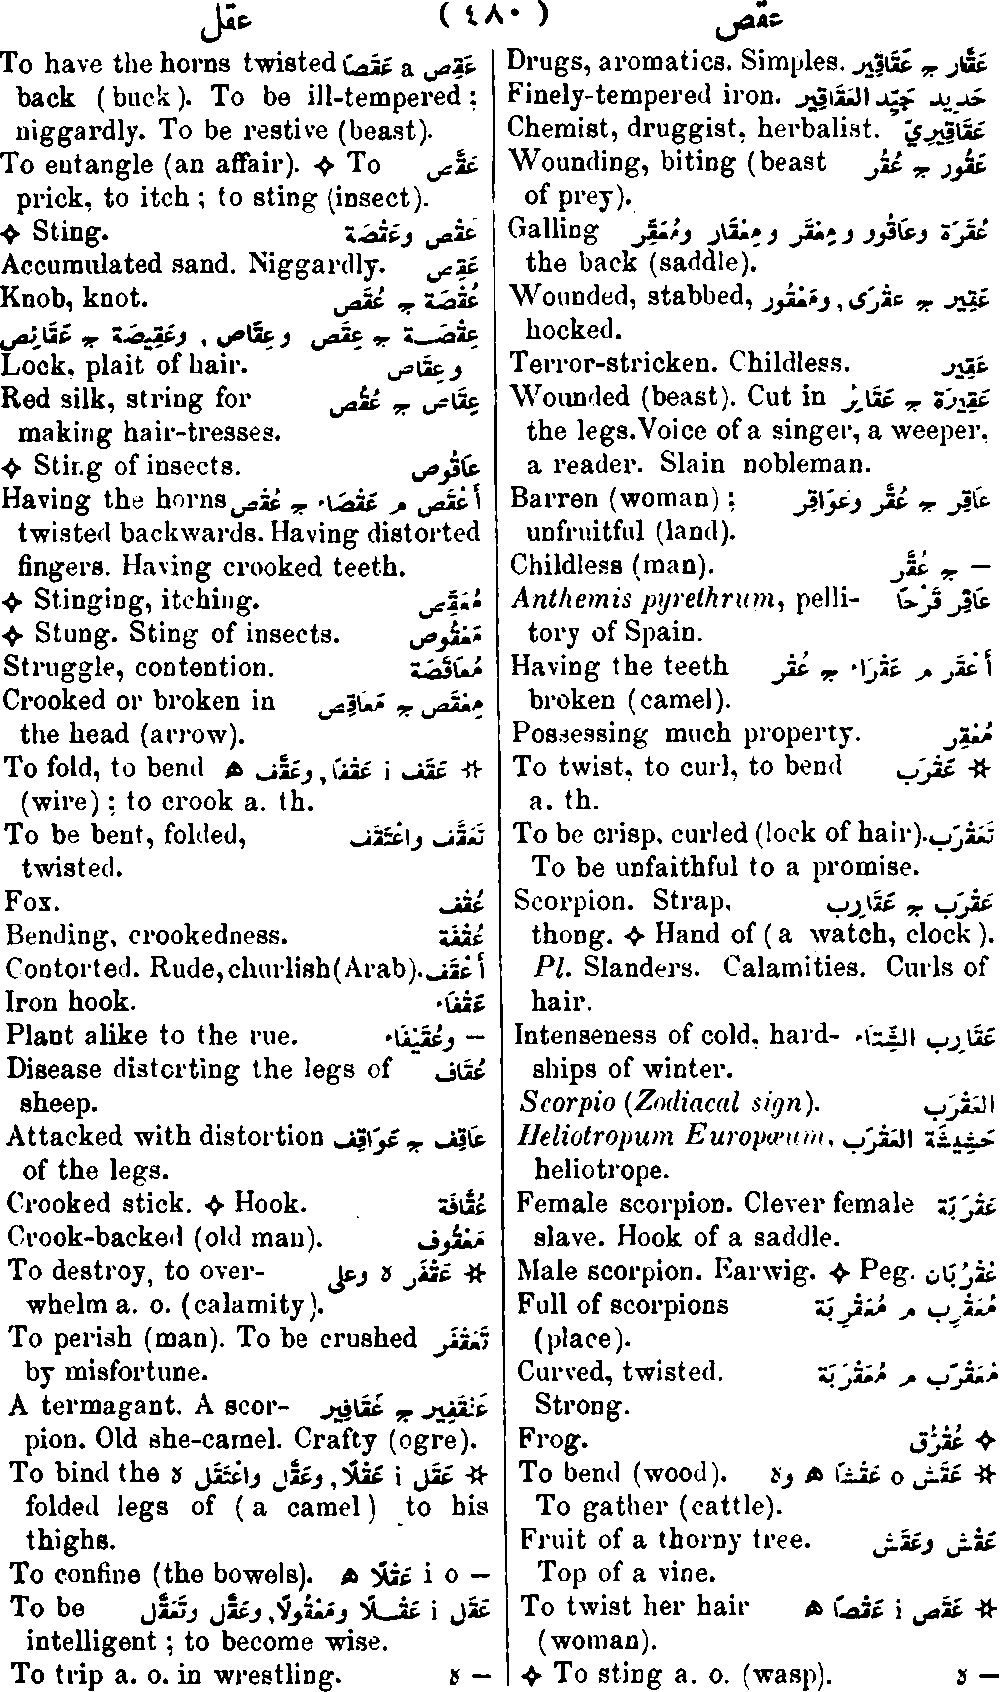 عقص ( ٤٨٠ ) عقل
Drugs, aromatics. Simples. عَقَّار ج عَقَاقِير
Finely-tempered iron. حَدِيد جَيِّد العَقَاقِير
Chemist, druggist, herbalist. عَقَاقِيرِيّ
Wounding, biting (beast عَقُور ج عُقُر
of prey).
Galling عُقَرَة وعَاقُور ومِعْقَر ومِعْقَار ومُعَقِّر
the back (saddle).
Wounded, stabbed, عَقِير ج عَقْرَى, ومَعْقُور
hocked.
Terror-stricken. Childless. عَقِير
Wounded (beast). Cut in عَقِيرَة ج عَقَائِر
the legs. Voice of a singer, a weeper,
a reader. Slain nobleman.
Barren (woman) ; عَاقِر ج عُقَّر وعَوَاقِر
unfruitful (land).
Childless (man). — ج عُقَّر
Anthemis pyrethrum, pelli- عَاقِر قَرْحَا
tory of Spain.
Having the teeth أَعْقَر م عَقْرَاء ج عُقْر
broken (camel).
Possessing much property. مُعْقِر
To twist, to curl, to bend ✲ عَقْرَب
a. th.
To be crisp, curled (lock of hair). تَعَقْرَب
To be unfaithful to a promise.
Scorpion. Strap, عَقْرَب ج عَقَارِب
thong. ✧ Hand of (a watch, clock).
Pl. Slanders. Calamities. Curls of
hair.
Intenseness of cold, hard- عَقَارِب الشِّتَاء
ships of winter.
Scorpio (Zodiacal sign). العَقْرَب
Heliotropum Europœum, حَشِيشَة العَقْرَب
heliotrope.
Female scorpion. Clever female عَقْرَبَة
slave. Hook of a saddle.
Male scorpion. Earwig. ✧ Peg. عُقْرُبَان
Full of scorpions مُعَقْرِب م مُعَقْرِبَة
(place).
Curved, twisted. مُعَقْرَب م مُعَقْرَبَة
Strong.
Frog. ✧ عُقْرُق
To bend (wood). ✲ عَقَش o عَقْشًا ه وه
To gather (cattle).
Fruit of a thorny tree. عَقْش وعَقَش
Top of a vine.
To twist her hair ✲ عَقَص i عَقْصًا ه
(woman).
✧ To sting a. o. (wasp). — ه
To have the horns twisted عَقِص a عَقَصًا
back (buck). To be ill-tempered ;
niggardly. To be restive (beast).
To entangle (an affair). ✧ To عَقَّص
prick, to itch ; to sting (insect).
✧ Sting. عَقْص وعَقْصَة
Accumulated sand. Niggardly. عَقِص
Knob, knot. عُقْصَة ج عُقَص
عِقْصَة ج عِقَص وعِقَاص, وعَقِيصَة ج عَقَائِص
Lock, plait of hair. وعِقَاص
Red silk, string for عِقَاص ج عُقُص
making hair-tresses.
✧ Sting of insects. عَاقُوص
Having the horns أَعْقَص م عَقْصَاء ج عُقْص
twisted backwards. Having distorted
fingers. Having crooked teeth.
✧ Stinging, itching. مُعَقِّص
✧ Stung. Sting of insects. مَعْقُوص
Struggle, contention. مُعَاقَصَة
Crooked or broken in مِعْقَص ج مَعَاقِص
the head (arrow).
To fold, to bend ✲ عَقَف i عَقْفًا, وعَقَّف ه
(wire) ; to crook a. th.
To be bent, folded, تَعَقَّف واعْتَقَف
twisted.
Fox. عُقْف
Bending, crookedness. عُقْفَة
Contorted. Rude, churlish (Arab). أَعْقَف
Iron hook. عَقْفَاء
Plant alike to the rue. — وعُقَيْفَاء
Disease distorting the legs of عُقَاف
sheep.
Attacked with distortion عَاقِف ج عَوَاقِف
of the legs.
Crooked stick. ✧ Hook. عُقَّافَة
Crook-backed (old man). مَعْقُوف
To destroy, to over- ✲ عَقْفَر ه وعلى
whelm a. o. (calamity).
To perish (man). To be crushed تَعَقْفَر
by misfortune.
A termagant. A scor- عَنْقَفِير ج عَقَافِير
pion. Old she-camel. Crafty (ogre).
To bind the ✲ عَقَل i عَقْلًا, وعَقَّل واعْتَقَل ه
folded legs of (a camel) to his
thighs.
To confine (the bowels). — i o عَقْلًا ه
To be عَقَل i عَقْلًا ومَعْقُولًا, وعَقَّل وتَعَقَّل
intelligent ; to become wise.
To trip a. o. in wrestling. — ه